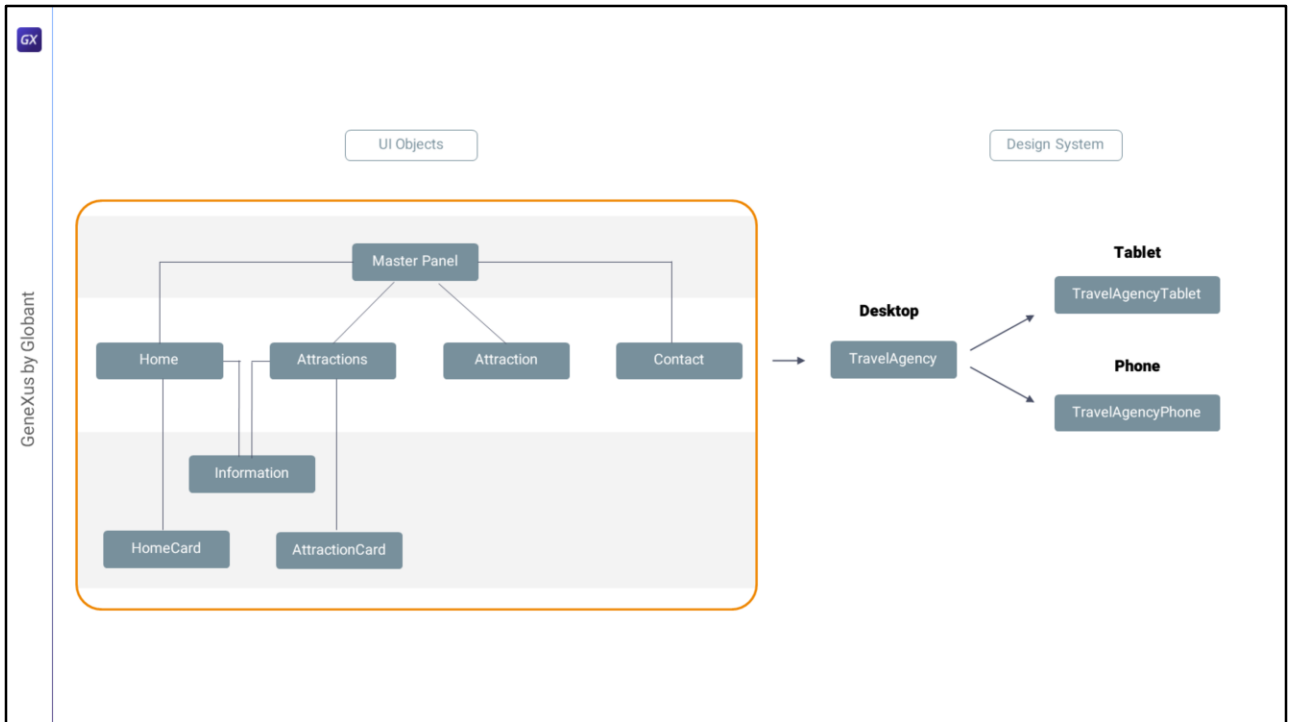 GX
GeneXus by Globant
UI Objects
Design System
Master Panel
Home
Attractions
Attraction
Contact
Information
HomeCard
AttractionCard
Desktop
TravelAgency
Tablet
TravelAgencyTablet
Phone
TravelAgencyPhone